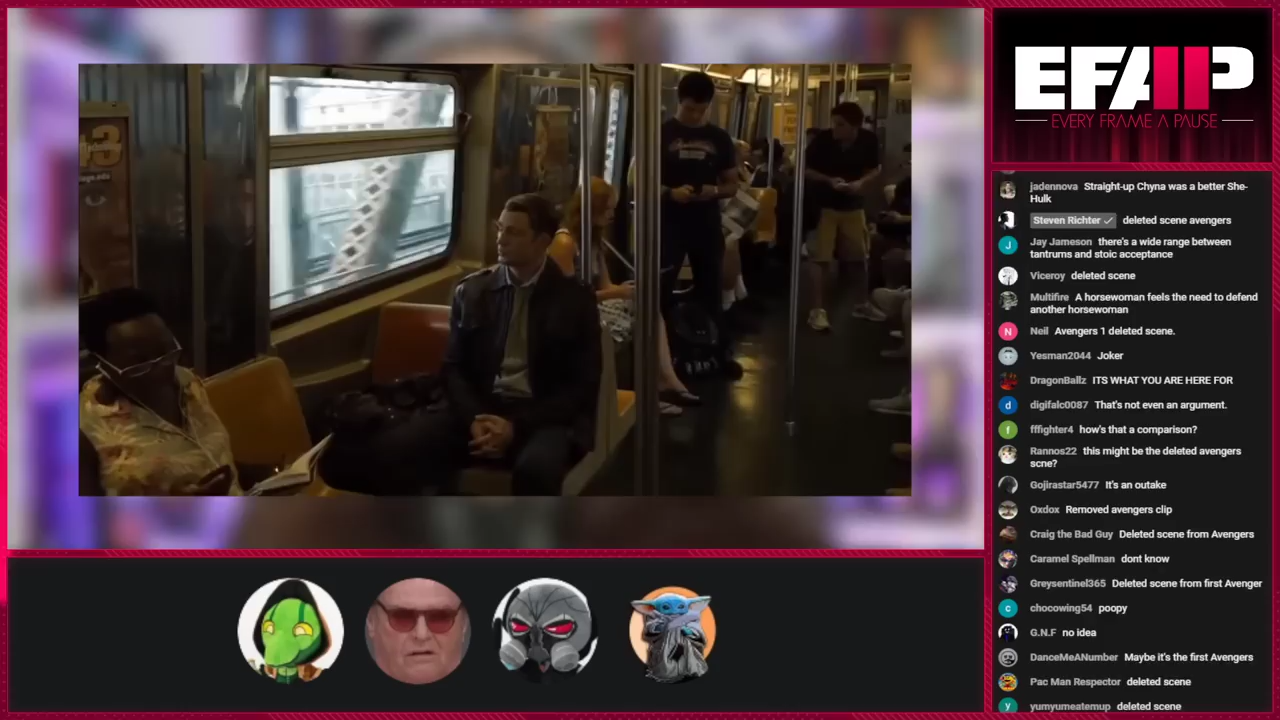 EFAP
EVERY FRAME A PAUSE
jadennova Straight-up Chyna was a better She-
Hulk
Steven Richter ✓ deleted scene avengers
Jay Jameson there's a wide range between
tantrums and stoic acceptance
Viceroy deleted scene
Multifire A horsewoman feels the need to defend
another horsewoman
N Neil Avengers 1 deleted scene.
Yesman2044 Joker
DragonBallz ITS WHAT YOU ARE HERE FOR
d digifalc0087 That's not even an argument.
f fffighter4 how's that a comparison?
Rannos22 this might be the deleted avengers
scne?
Gojirastar5477 It's an outake
Oxdox Removed avengers clip
Craig the Bad Guy Deleted scene from Avengers
Caramel Spellman dont know
Greysentinel365 Deleted scene from first Avenger
c chocowing54 poopy
G.N.F no idea
DanceMeANumber Maybe it's the first Avengers
Pac Man Respector deleted scene
y yumyumeatemup deleted scene